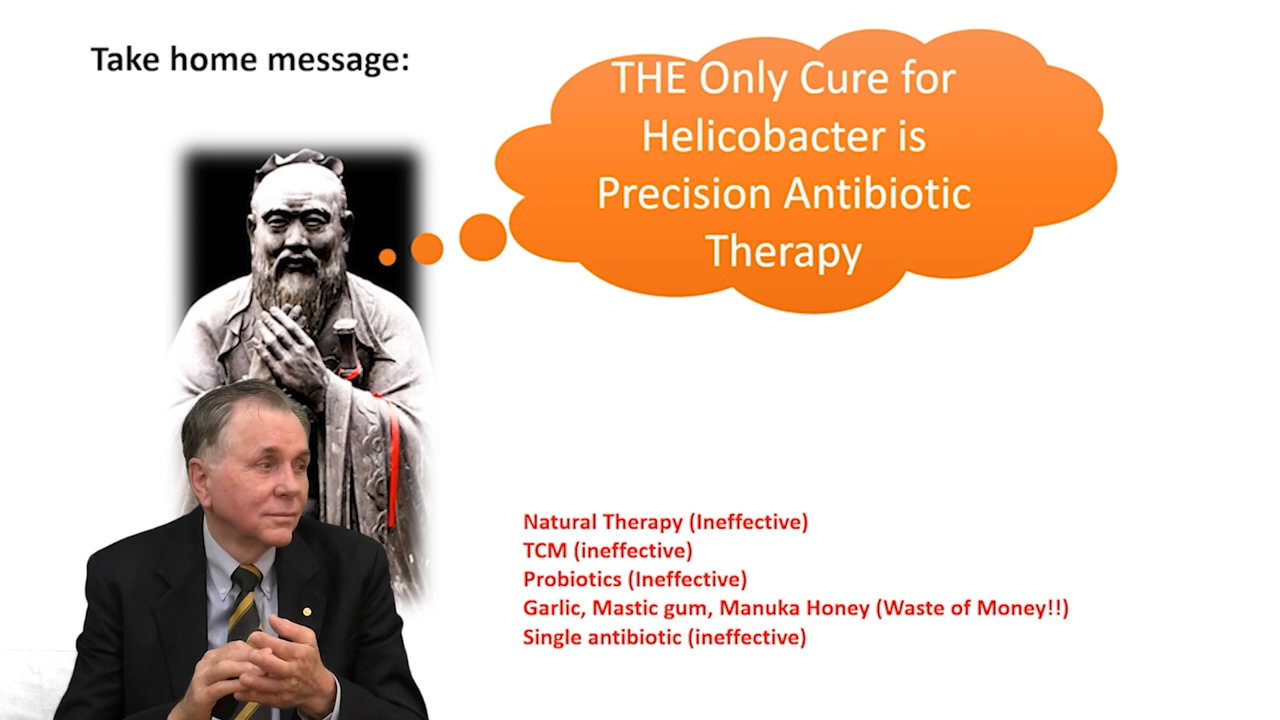 Take home message:
THE Only Cure for
Helicobacter is
Precision Antibiotic
Therapy
Natural Therapy (Ineffective)
TCM (ineffective)
Probiotics (Ineffective)
Garlic, Mastic gum, Manuka Honey (Waste of Money!!)
Single antibiotic (ineffective)